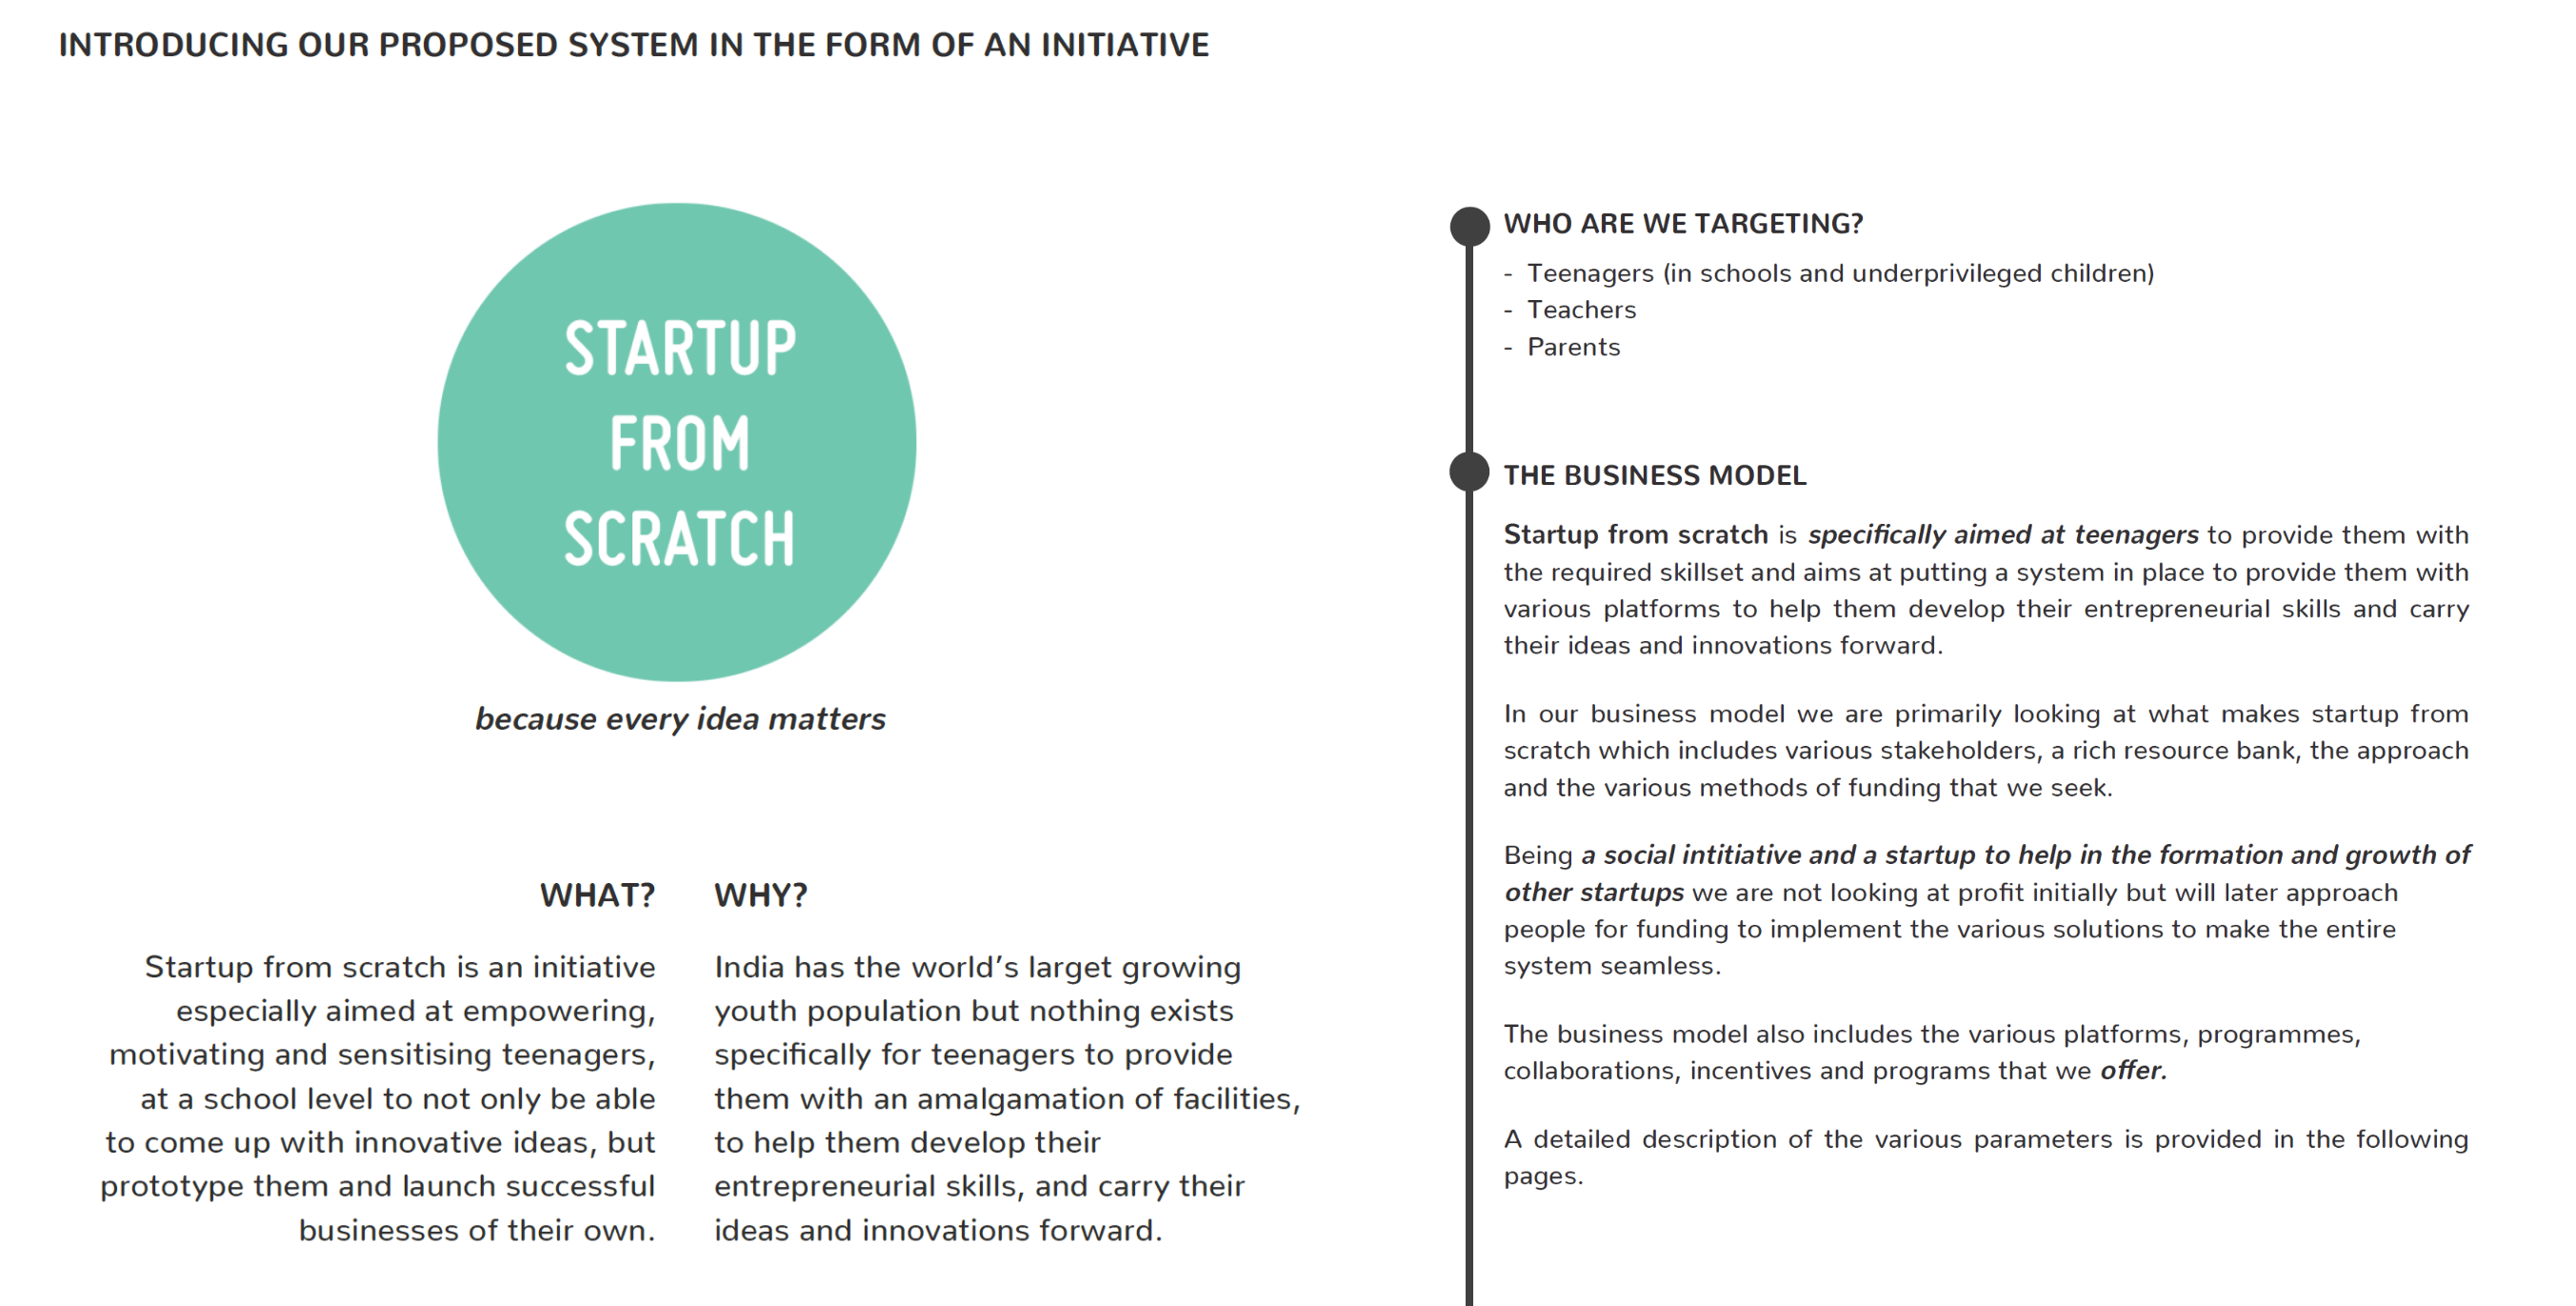 INTRODUCING OUR PROPOSED SYSTEM IN THE FORM OF AN INITIATIVE
STARTUP
FROM
SCRATCH
because every idea matters
WHAT?
Startup from scratch is an initiative
especially aimed at empowering,
motivating and sensitising teenagers,
at a school level to not only be able
to come up with innovative ideas, but
prototype them and launch successful
businesses of their own.
WHY?
India has the world's larget growing
youth population but nothing exists
specifically for teenagers to provide
them with an amalgamation of facilities,
to help them develop their
entrepreneurial skills, and carry their
ideas and innovations forward.
WHO ARE WE TARGETING?
- Teenagers (in schools and underprivileged children)
- Teachers
- Parents
THE BUSINESS MODEL
Startup from scratch is specifically aimed at teenagers to provide them with
the required skillset and aims at putting a system in place to provide them with
various platforms to help them develop their entrepreneurial skills and carry
their ideas and innovations forward.
In our business model we are primarily looking at what makes startup from
scratch which includes various stakeholders, a rich resource bank, the approach
and the various methods of funding that we seek.
Being a social intitiative and a startup to help in the formation and growth of
other startups we are not looking at profit initially but will later approach
people for funding to implement the various solutions to make the entire
system seamless.
The business model also includes the various platforms, programmes,
collaborations, incentives and programs that we offer.
A detailed description of the various parameters is provided in the following
pages.